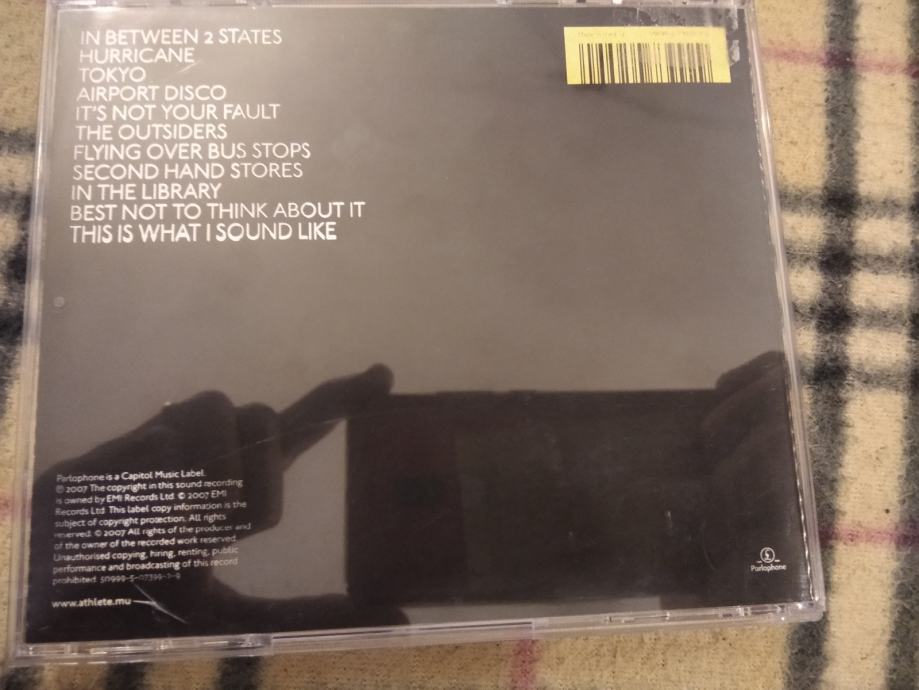 IN BETWEEN 2 STATES
HURRICANE
TOKYO
AIRPORT DISCO
IT'S NOT YOUR FAULT
THE OUTSIDERS
FLYING OVER BUS STOPS
SECOND HAND STORES
IN THE LIBRARY
BEST NOT TO THINK ABOUT IT
THIS IS WHAT I SOUND LIKE
Parlophone is a Capitol Music Label.
℗ 2007 The copyright in this sound recording
is owned by EMI Records Ltd. © 2007 EMI
Records Ltd. This label copy information is the
subject of copyright protection. All rights
reserved. © 2007 All rights of the producer and
of the owner of the recorded work reserved.
Unauthorised copying, hiring, renting, public
performance and broadcasting of this record
prohibited.
www.athlete.mu
Parlophone